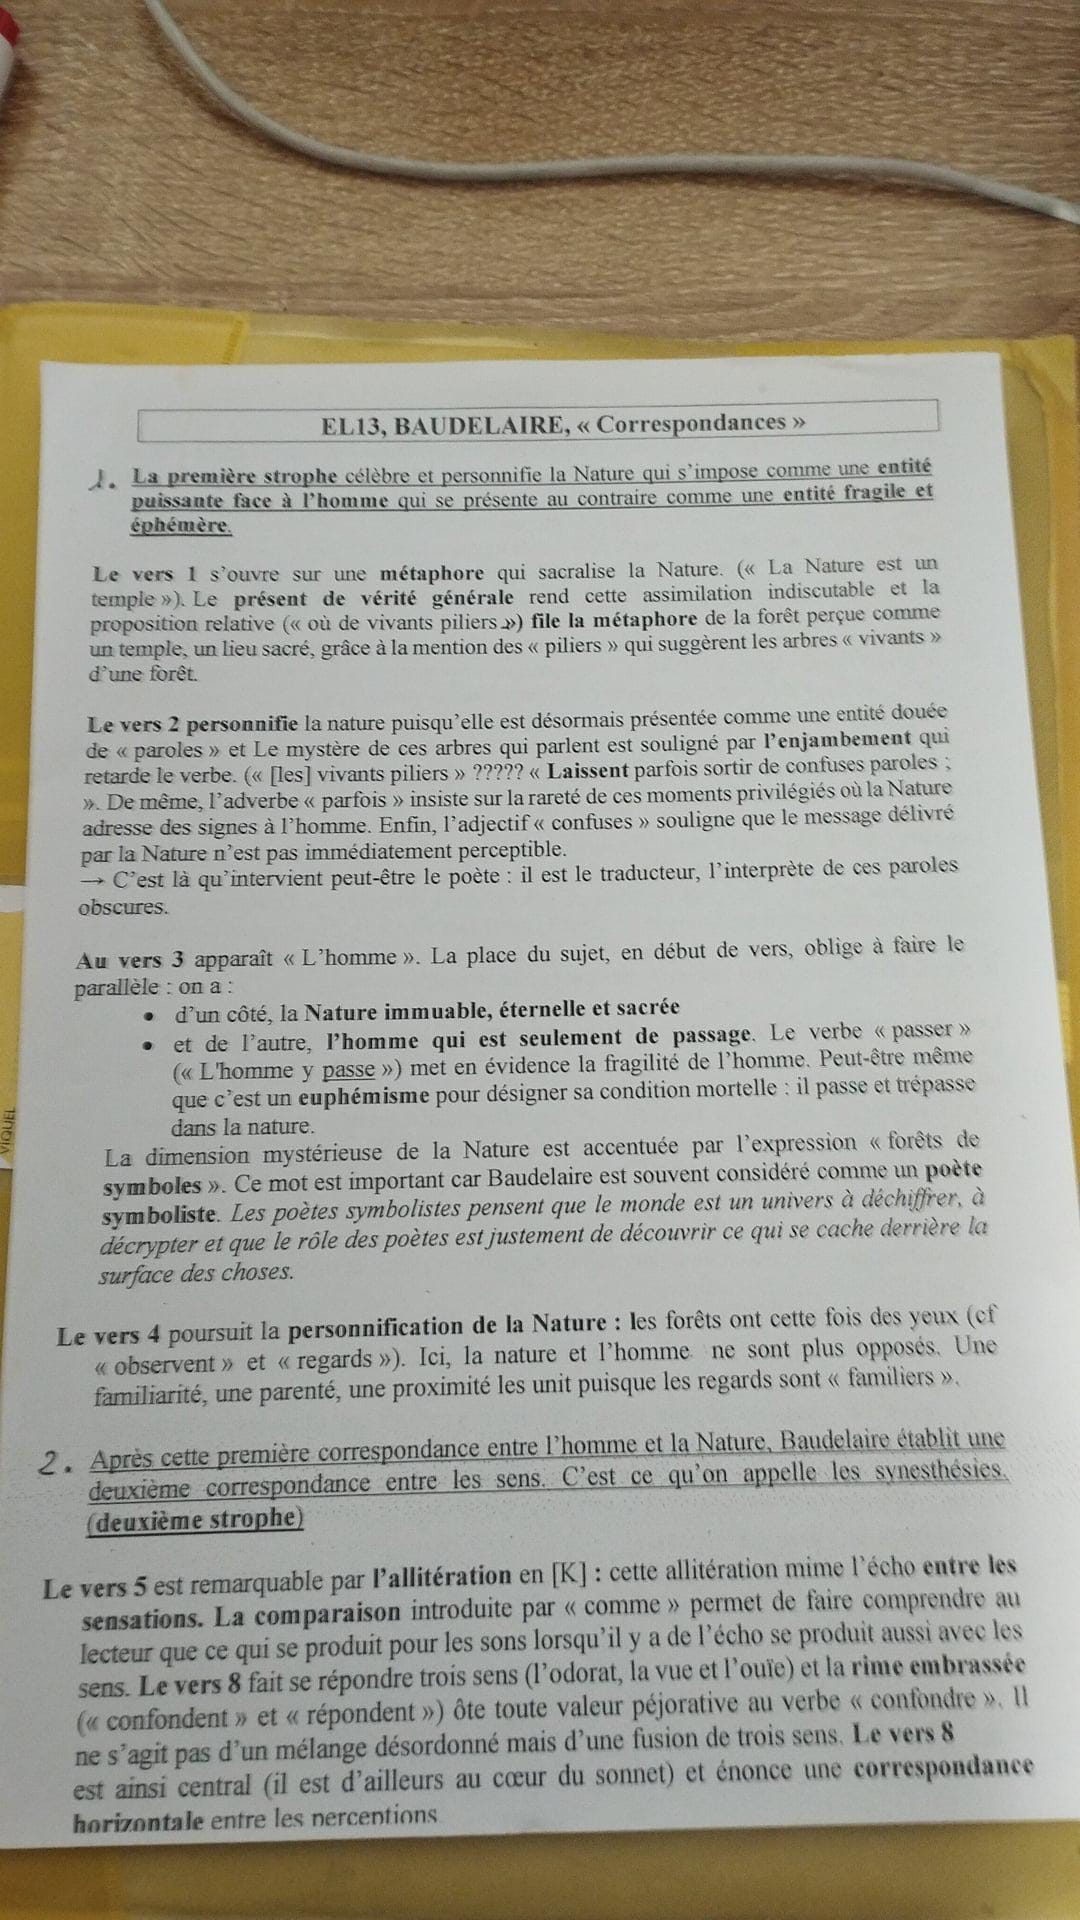 EL13, BAUDELAIRE, « Correspondances »
1. La première strophe célèbre et personnifie la Nature qui s'impose comme une entité
puissante face à l'homme qui se présente au contraire comme une entité fragile et
éphémère.
Le vers 1 s'ouvre sur une métaphore qui sacralise la Nature. (« La Nature est un
temple »). Le présent de vérité générale rend cette assimilation indiscutable et la
proposition relative (« où de vivants piliers ») file la métaphore de la forêt perçue comme
un temple, un lieu sacré, grâce à la mention des « piliers » qui suggèrent les arbres « vivants »
d'une forêt.
Le vers 2 personnifie la nature puisqu'elle est désormais présentée comme une entité douée
de « paroles » et Le mystère de ces arbres qui parlent est souligné par l'enjambement qui
retarde le verbe. (« [les] vivants piliers » ????? « Laissent parfois sortir de confuses paroles ;
». De même, l'adverbe « parfois » insiste sur la rareté de ces moments privilégiés où la Nature
adresse des signes à l'homme. Enfin, l'adjectif « confuses » souligne que le message délivré
par la Nature n'est pas immédiatement perceptible.
→ C'est là qu'intervient peut-être le poète : il est le traducteur, l'interprète de ces paroles
obscures.
Au vers 3 apparaît « L'homme ». La place du sujet, en début de vers, oblige à faire le
parallèle : on a :
• d'un côté, la Nature immuable, éternelle et sacrée
• et de l'autre, l'homme qui est seulement de passage. Le verbe « passer »
(« L'homme y passe ») met en évidence la fragilité de l'homme. Peut-être même
que c'est un euphémisme pour désigner sa condition mortelle : il passe et trépasse
dans la nature.
La dimension mystérieuse de la Nature est accentuée par l'expression « forêts de
symboles ». Ce mot est important car Baudelaire est souvent considéré comme un poète
symboliste. Les poètes symbolistes pensent que le monde est un univers à déchiffrer, à
décrypter et que le rôle des poètes est justement de découvrir ce qui se cache derrière la
surface des choses.
Le vers 4 poursuit la personnification de la Nature : les forêts ont cette fois des yeux (cf
« observent » et « regards »). Ici, la nature et l'homme ne sont plus opposés. Une
familiarité, une parenté, une proximité les unit puisque les regards sont « familiers ».
2. Après cette première correspondance entre l'homme et la Nature, Baudelaire établit une
deuxième correspondance entre les sens. C'est ce qu'on appelle les synesthésies.
(deuxième strophe)
Le vers 5 est remarquable par l'allitération en [K] : cette allitération mime l'écho entre les
sensations. La comparaison introduite par « comme » permet de faire comprendre au
lecteur que ce qui se produit pour les sons lorsqu'il y a de l'écho se produit aussi avec les
sens. Le vers 8 fait se répondre trois sens (l'odorat, la vue et l'ouïe) et la rime embrassée
(« confondent » et « répondent ») ôte toute valeur péjorative au verbe « confondre ». Il
ne s'agit pas d'un mélange désordonné mais d'une fusion de trois sens. Le vers 8
est ainsi central (il est d'ailleurs au cœur du sonnet) et énonce une correspondance
horizontale entre les perceptions
VIQUEL